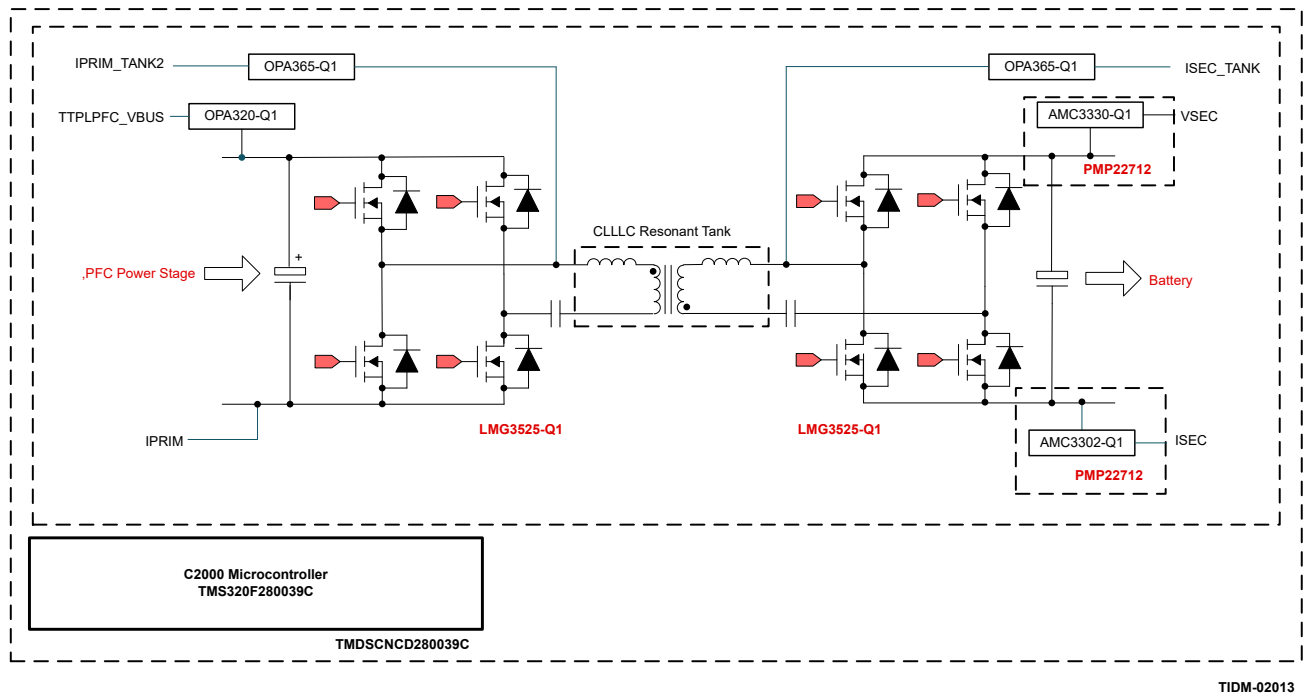 IPRIM_TANK2
OPA365-Q1
OPA365-Q1
ISEC_TANK
TTPLPFC_VBUS
OPA320-Q1
AMC3330-Q1
VSEC
PMP22712
CLLLC Resonant Tank
+
,PFC Power Stage
Battery
LMG3525-Q1
LMG3525-Q1
IPRIM
AMC3302-Q1
ISEC
PMP22712
C2000 Microcontroller
TMS320F280039C
TMDSCNCD280039C
TIDM-02013